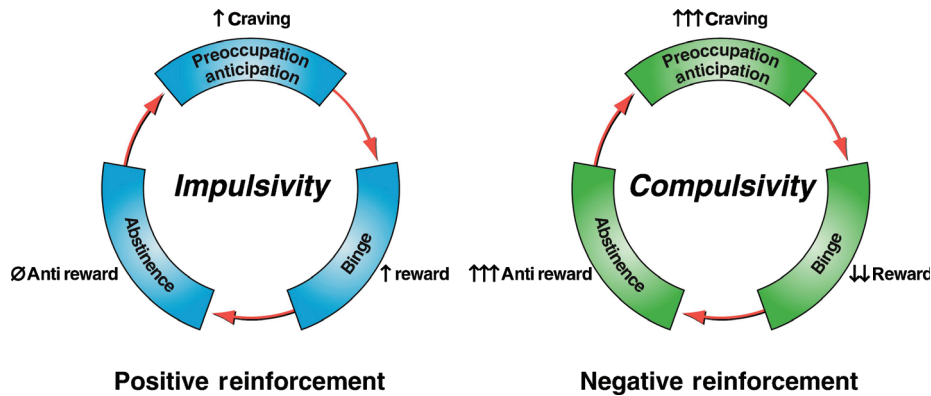 ↑ Craving
Preoccupation
anticipation
Impulsivity
Abstinence
Binge
Ø Anti reward
↑ reward
Positive reinforcement
↑↑↑ Craving
Preoccupation
anticipation
Compulsivity
Abstinence
Binge
↑↑↑ Anti reward
↓↓ Reward
Negative reinforcement